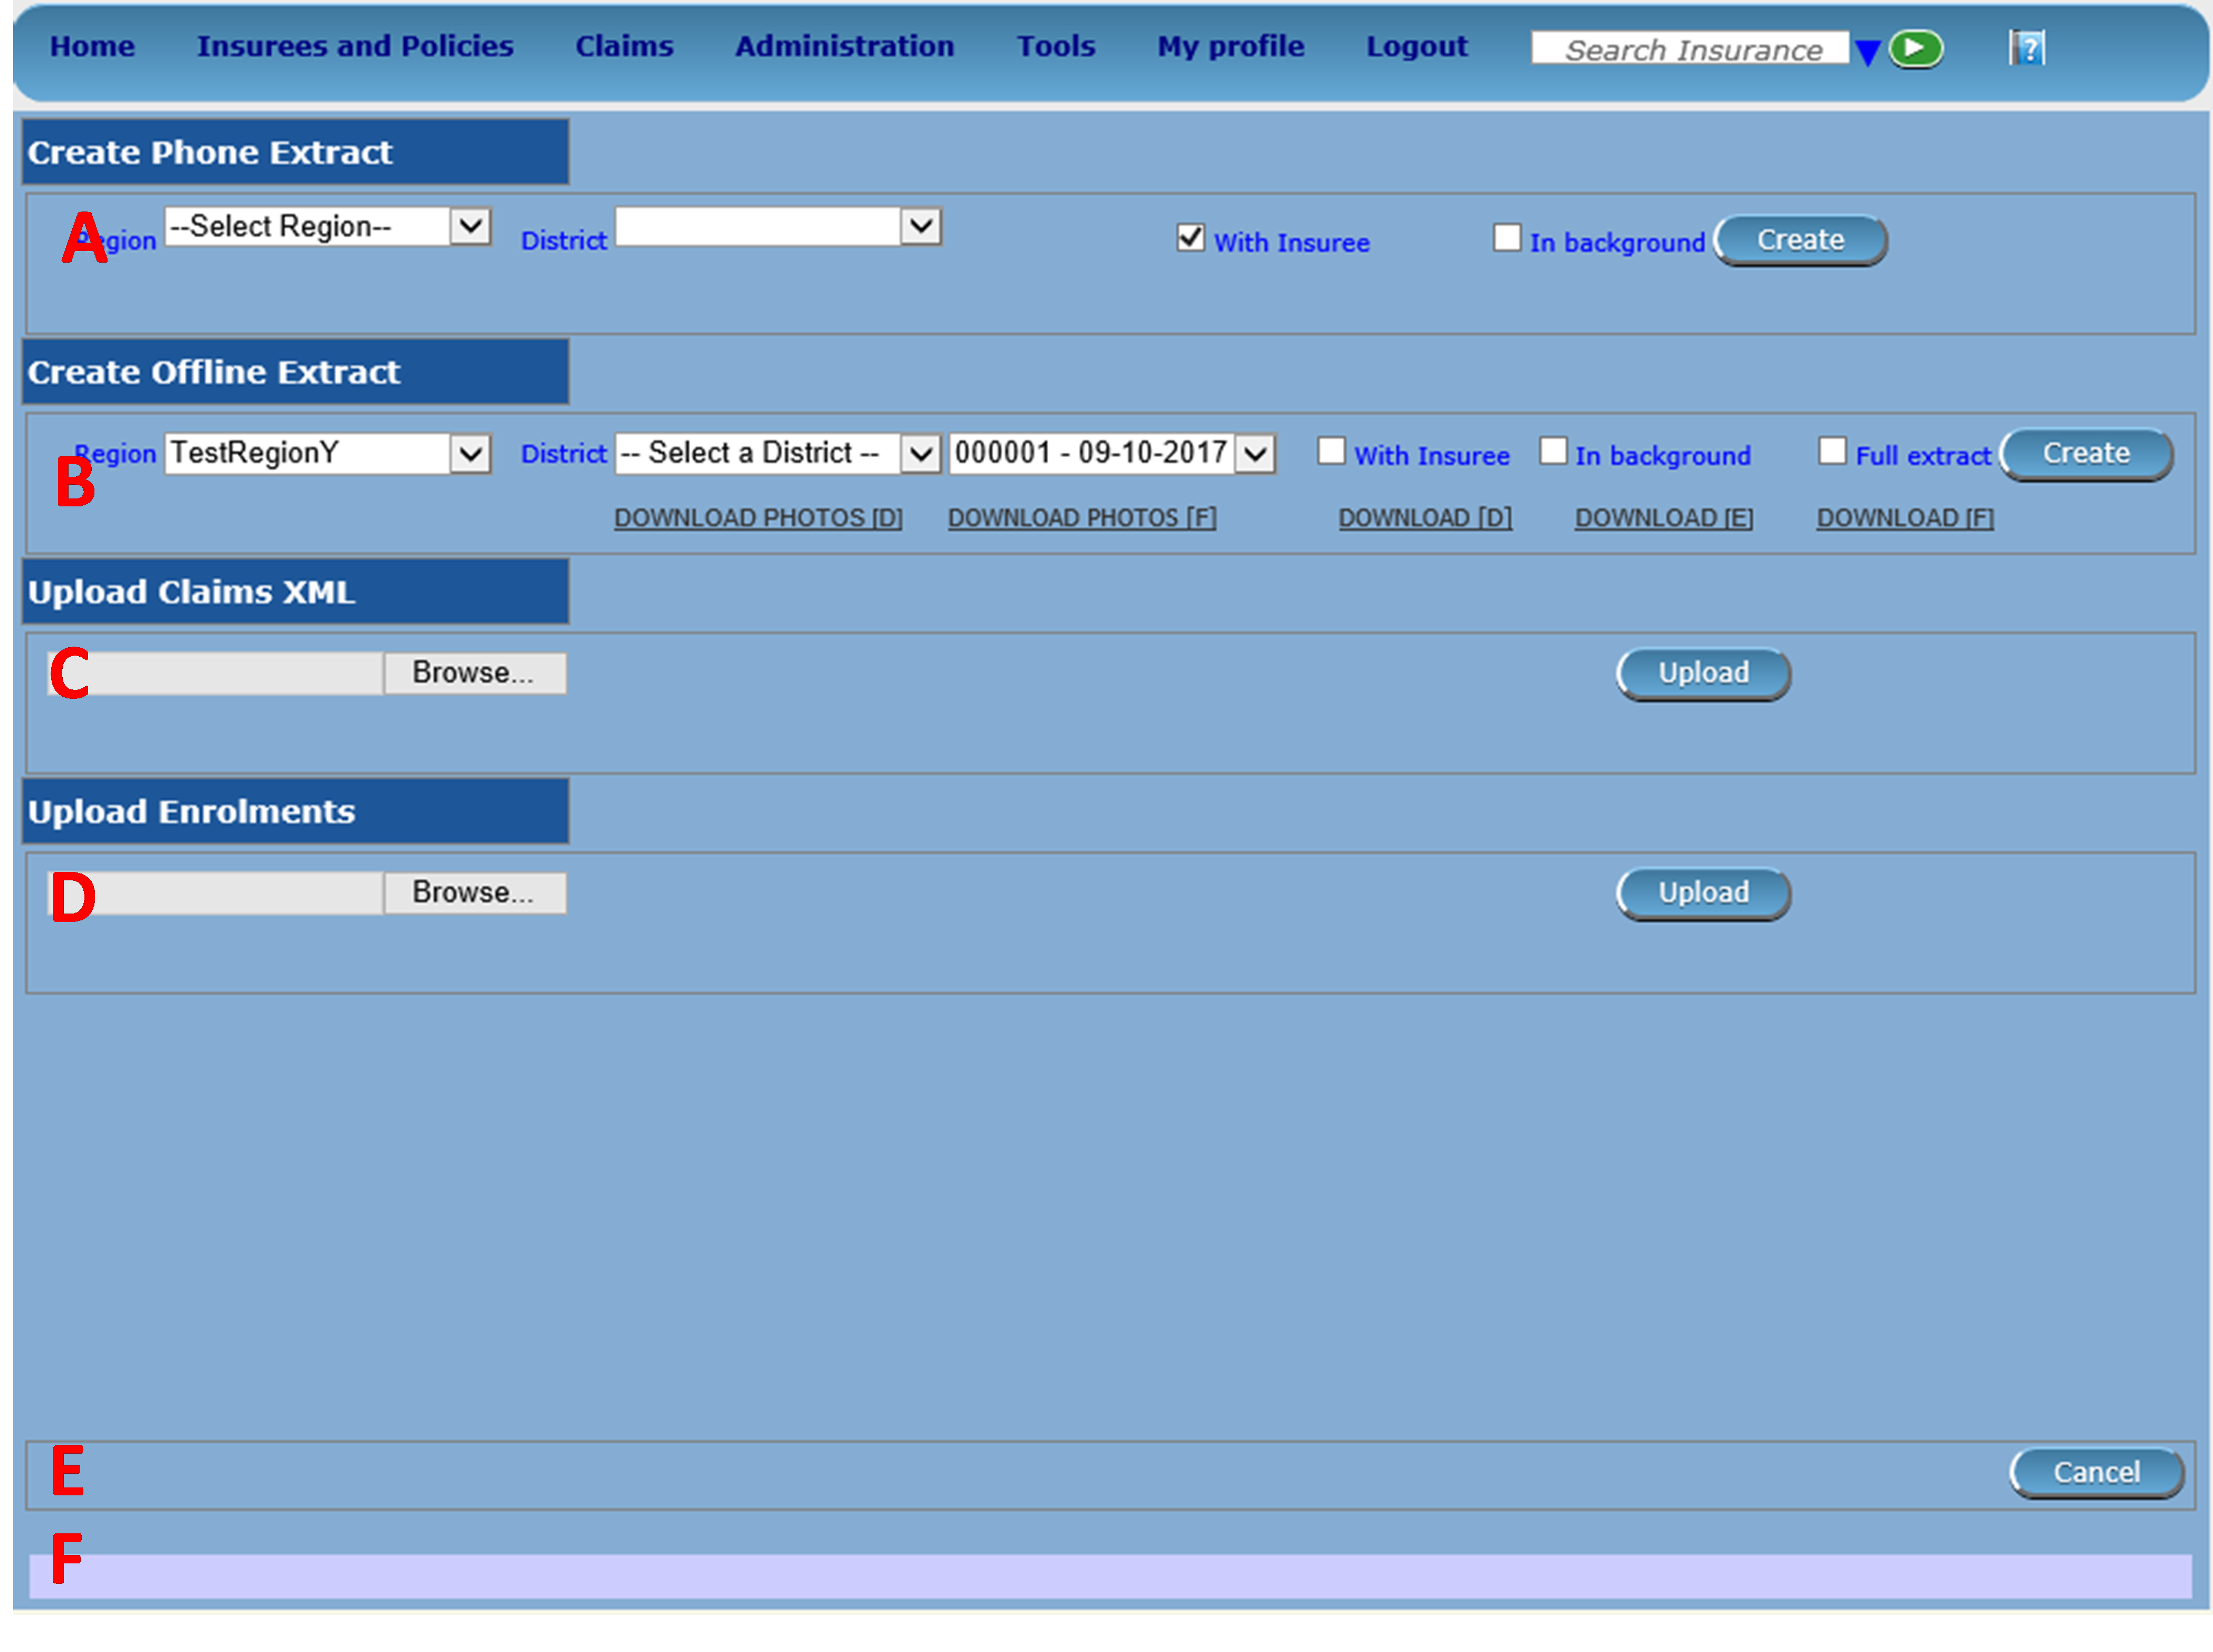 Home Insurees and Policies Claims Administration Tools My profile Logout Search Insurance ?
Create Phone Extract
A Region --Select Region-- District With Insuree In background Create
Create Offline Extract
Region TestRegionY District -- Select a District -- 000001 - 09-10-2017 With Insuree In background Full extract Create
B
DOWNLOAD PHOTOS [D] DOWNLOAD PHOTOS [F] DOWNLOAD [D] DOWNLOAD [E] DOWNLOAD [F]
Upload Claims XML
C Browse... Upload
Upload Enrolments
D Browse... Upload
E Cancel
F